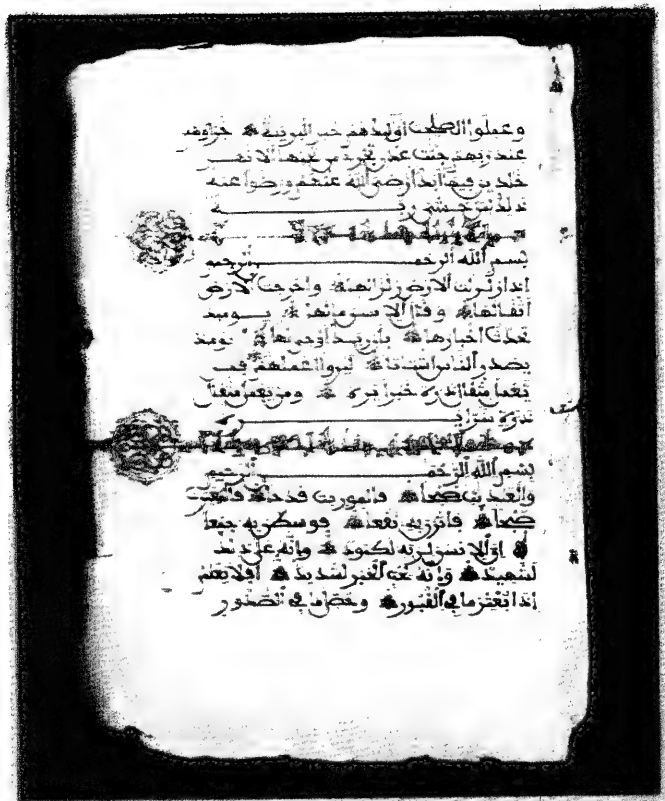 وعملوا الصلحت اوليك هم خير البرية جزاوهم
عند ربهم جنت عدن تجري من تحتها الانهر
خلدين فيها ابدا رضي الله عنهم ورضوا عنه
ذلك لمن خشي ربه
بسم الله الرحمن الرحيم
اذا زلزلت الارض زلزالها واخرجت الارض
اثقالها وقال الانسن ما لها يوميذ
تحدث اخبارها بان ربك اوحى لها يوميذ
يصدر الناس اشتاتا ليروا اعملهم فمن
يعمل مثقال ذرة خيرا يره ومن يعمل مثقال
ذرة شرا يره
بسم الله الرحمن الرحيم
والعديت ضبحا فالموريت قدحا فالمغيرت
صبحا فاثرن به نقعا فوسطن به جمعا
ان الانسن لربه لكنود وانه على ذلك
لشهيد وانه لحب الخير لشديد افلا يعلم
اذا بعثر ما في القبور وحصل ما في الصدور